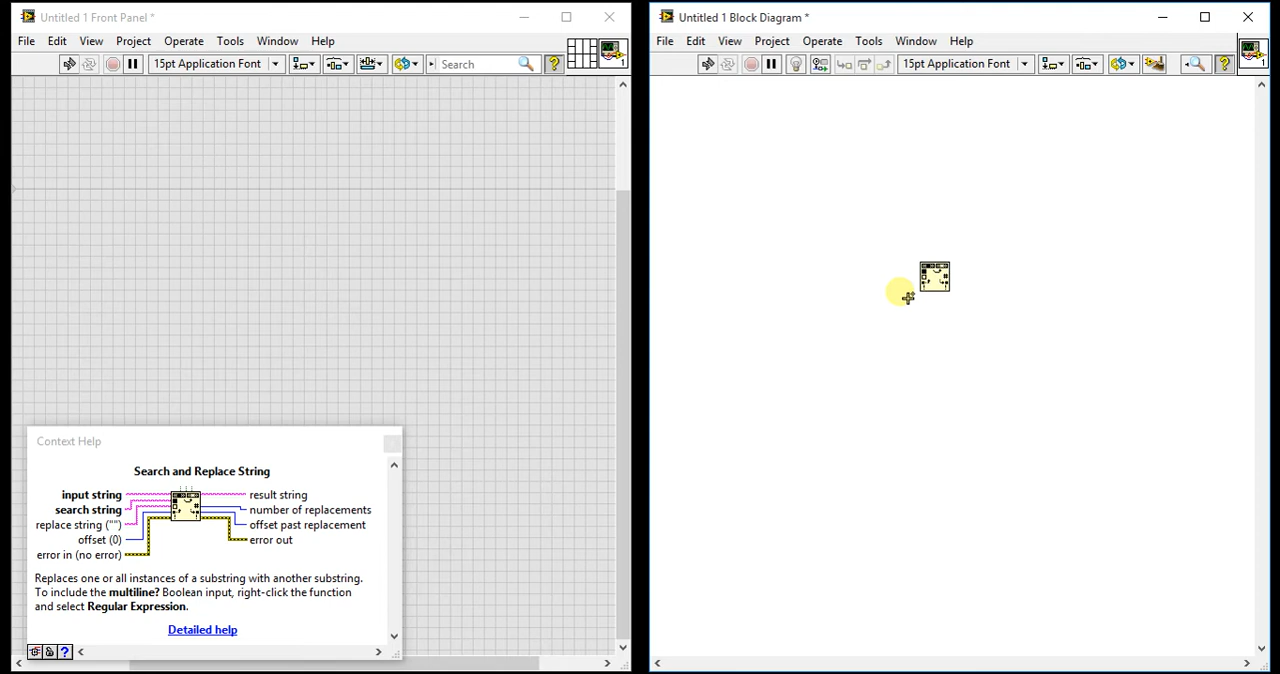 Untitled 1 Front Panel *
File Edit View Project Operate Tools Window Help
15pt Application Font
Search
1
Untitled 1 Block Diagram *
File Edit View Project Operate Tools Window Help
15pt Application Font
1
Context Help
Search and Replace String
input string
search string
replace string ("")
offset (0)
error in (no error)
result string
number of replacements
offset past replacement
error out
Replaces one or all instances of a substring with another substring.
To include the multiline? Boolean input, right-click the function
and select Regular Expression.
Detailed help